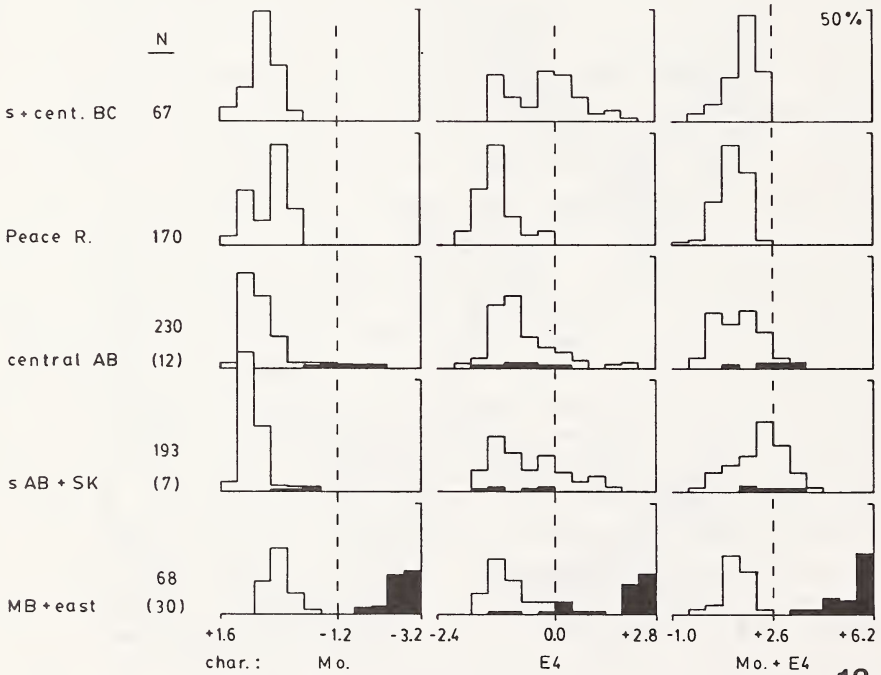 N
50%
s + cent. BC 67
Peace R. 170
230
central AB (12)
193
s AB + SK (7)
68
MB + east (30)
+1.6 -1.2 -3.2 -2.4 0.0 +2.8 -1.0 +2.6 +6.2
char.: Mo. E4 Mo. + E4